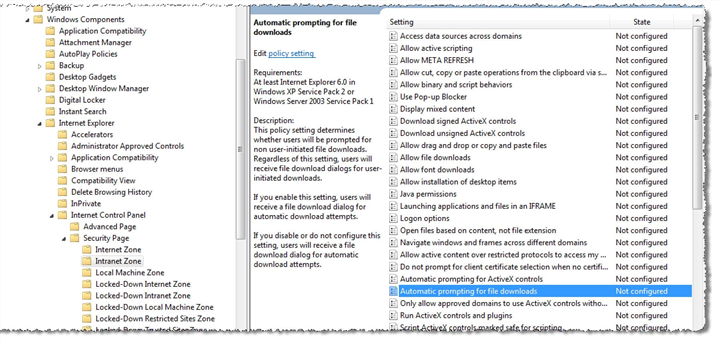 System
Windows Components
Application Compatibility
Attachment Manager
AutoPlay Policies
Backup
Desktop Gadgets
Desktop Window Manager
Digital Locker
Instant Search
Internet Explorer
Accelerators
Administrator Approved Controls
Application Compatibility
Browser menus
Compatibility View
Delete Browsing History
InPrivate
Internet Control Panel
Advanced Page
Security Page
Internet Zone
Intranet Zone
Local Machine Zone
Locked-Down Internet Zone
Locked-Down Intranet Zone
Locked-Down Local Machine Zone
Locked-Down Restricted Sites Zone
Locked-Down Trusted Sites Zone
Automatic prompting for file
downloads
Edit policy setting
Requirements:
At least Internet Explorer 6.0 in
Windows XP Service Pack 2 or
Windows Server 2003 Service Pack 1
Description:
This policy setting determines
whether users will be prompted for
non user-initiated file downloads.
Regardless of this setting, users will
receive file download dialogs for user-
initiated downloads.
If you enable this setting, users will
receive a file download dialog for
automatic download attempts.
If you disable or do not configure this
setting, users will receive a file
download dialog for automatic
download attempts.
Setting State
Access data sources across domains Not configured
Allow active scripting Not configured
Allow META REFRESH Not configured
Allow cut, copy or paste operations from the clipboard via s... Not configured
Allow binary and script behaviors Not configured
Use Pop-up Blocker Not configured
Display mixed content Not configured
Download signed ActiveX controls Not configured
Download unsigned ActiveX controls Not configured
Allow drag and drop or copy and paste files Not configured
Allow file downloads Not configured
Allow font downloads Not configured
Allow installation of desktop items Not configured
Java permissions Not configured
Launching applications and files in an IFRAME Not configured
Logon options Not configured
Open files based on content, not file extension Not configured
Navigate windows and frames across different domains Not configured
Allow active content over restricted protocols to access my ... Not configured
Do not prompt for client certificate selection when no certifi... Not configured
Automatic prompting for ActiveX controls Not configured
Automatic prompting for file downloads Not configured
Only allow approved domains to use ActiveX controls witho... Not configured
Run ActiveX controls and plugins Not configured
Script ActiveX controls marked safe for scripting Not configured